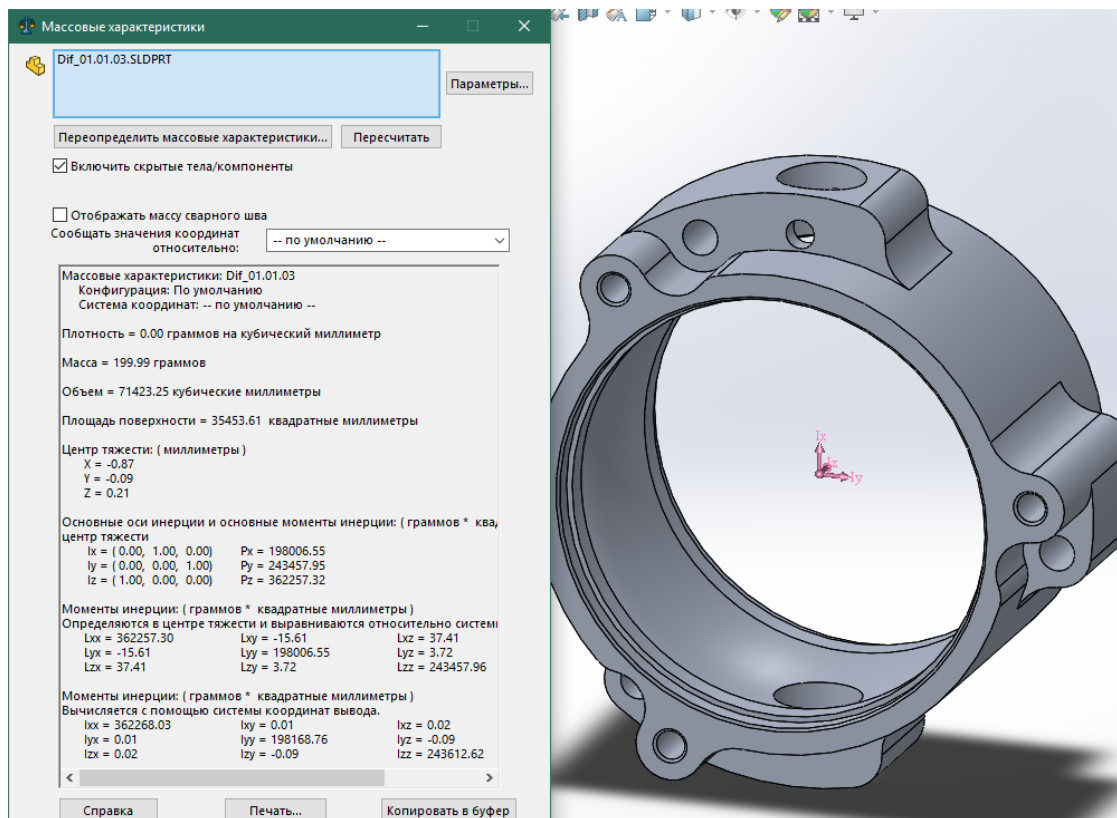 Массовые характеристики
Dif_01.01.03.SLDPRT
Параметры...
Переопределить массовые характеристики...
Пересчитать
Включить скрытые тела/компоненты
Отображать массу сварного шва
Сообщать значения координат
относительно:
-- по умолчанию --
Массовые характеристики: Dif_01.01.03
Конфигурация: По умолчанию
Система координат: -- по умолчанию --
Плотность = 0.00 граммов на кубический миллиметр
Масса = 199.99 граммов
Объем = 71423.25 кубические миллиметры
Площадь поверхности = 35453.61 квадратные миллиметры
Центр тяжести: ( миллиметры )
X = -0.87
Y = -0.09
Z = 0.21
Основные оси инерции и основные моменты инерции: ( граммов * квад
центр тяжести
Ix = ( 0.00, 1.00, 0.00) Px = 198006.55
Iy = ( 0.00, 0.00, 1.00) Py = 243457.95
Iz = ( 1.00, 0.00, 0.00) Pz = 362257.32
Моменты инерции: ( граммов * квадратные миллиметры )
Определяются в центре тяжести и выравниваются относительно систем
Lxx = 362257.30 Lxy = -15.61 Lxz = 37.41
Lyx = -15.61 Lyy = 198006.55 Lyz = 3.72
Lzx = 37.41 Lzy = 3.72 Lzz = 243457.96
Моменты инерции: ( граммов * квадратные миллиметры )
Вычисляется с помощью системы координат вывода.
Ixx = 362268.03 Ixy = 0.01 Ixz = 0.02
Iyx = 0.01 Iyy = 198168.76 Iyz = -0.09
Izx = 0.02 Izy = -0.09 Izz = 243612.62
Справка
Печать...
Копировать в буфер
Ix
Iz
Iy